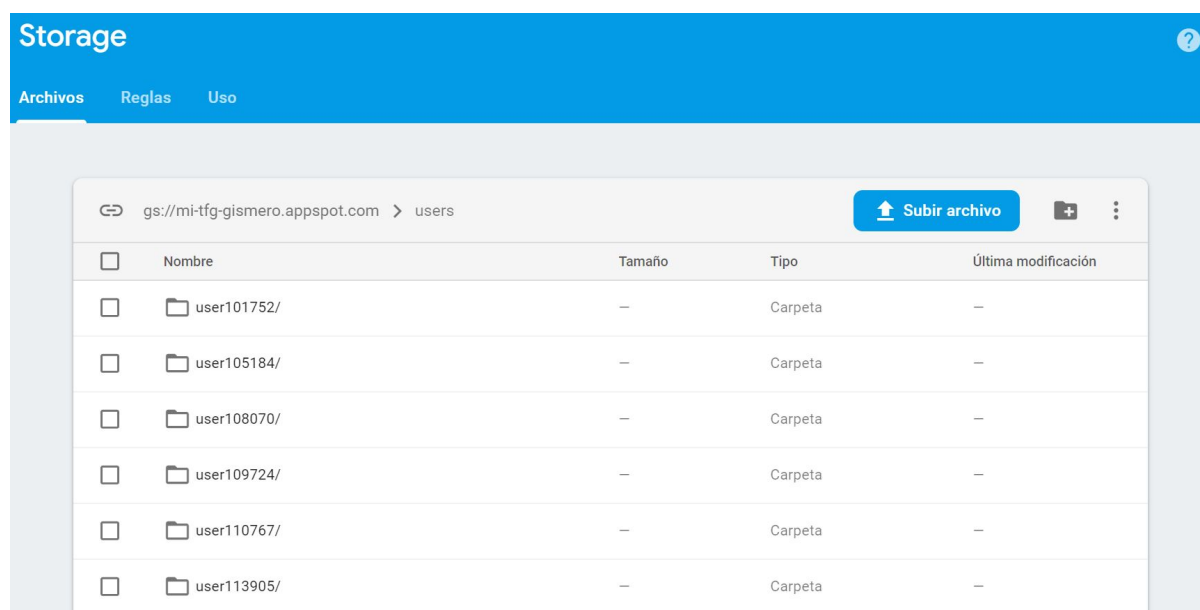 Storage
Archivos Reglas Uso
gs://mi-tfg-gismero.appspot.com > users Subir archivo
Nombre Tamaño Tipo Última modificación
user101752/ — Carpeta —
user105184/ — Carpeta —
user108070/ — Carpeta —
user109724/ — Carpeta —
user110767/ — Carpeta —
user113905/ — Carpeta —